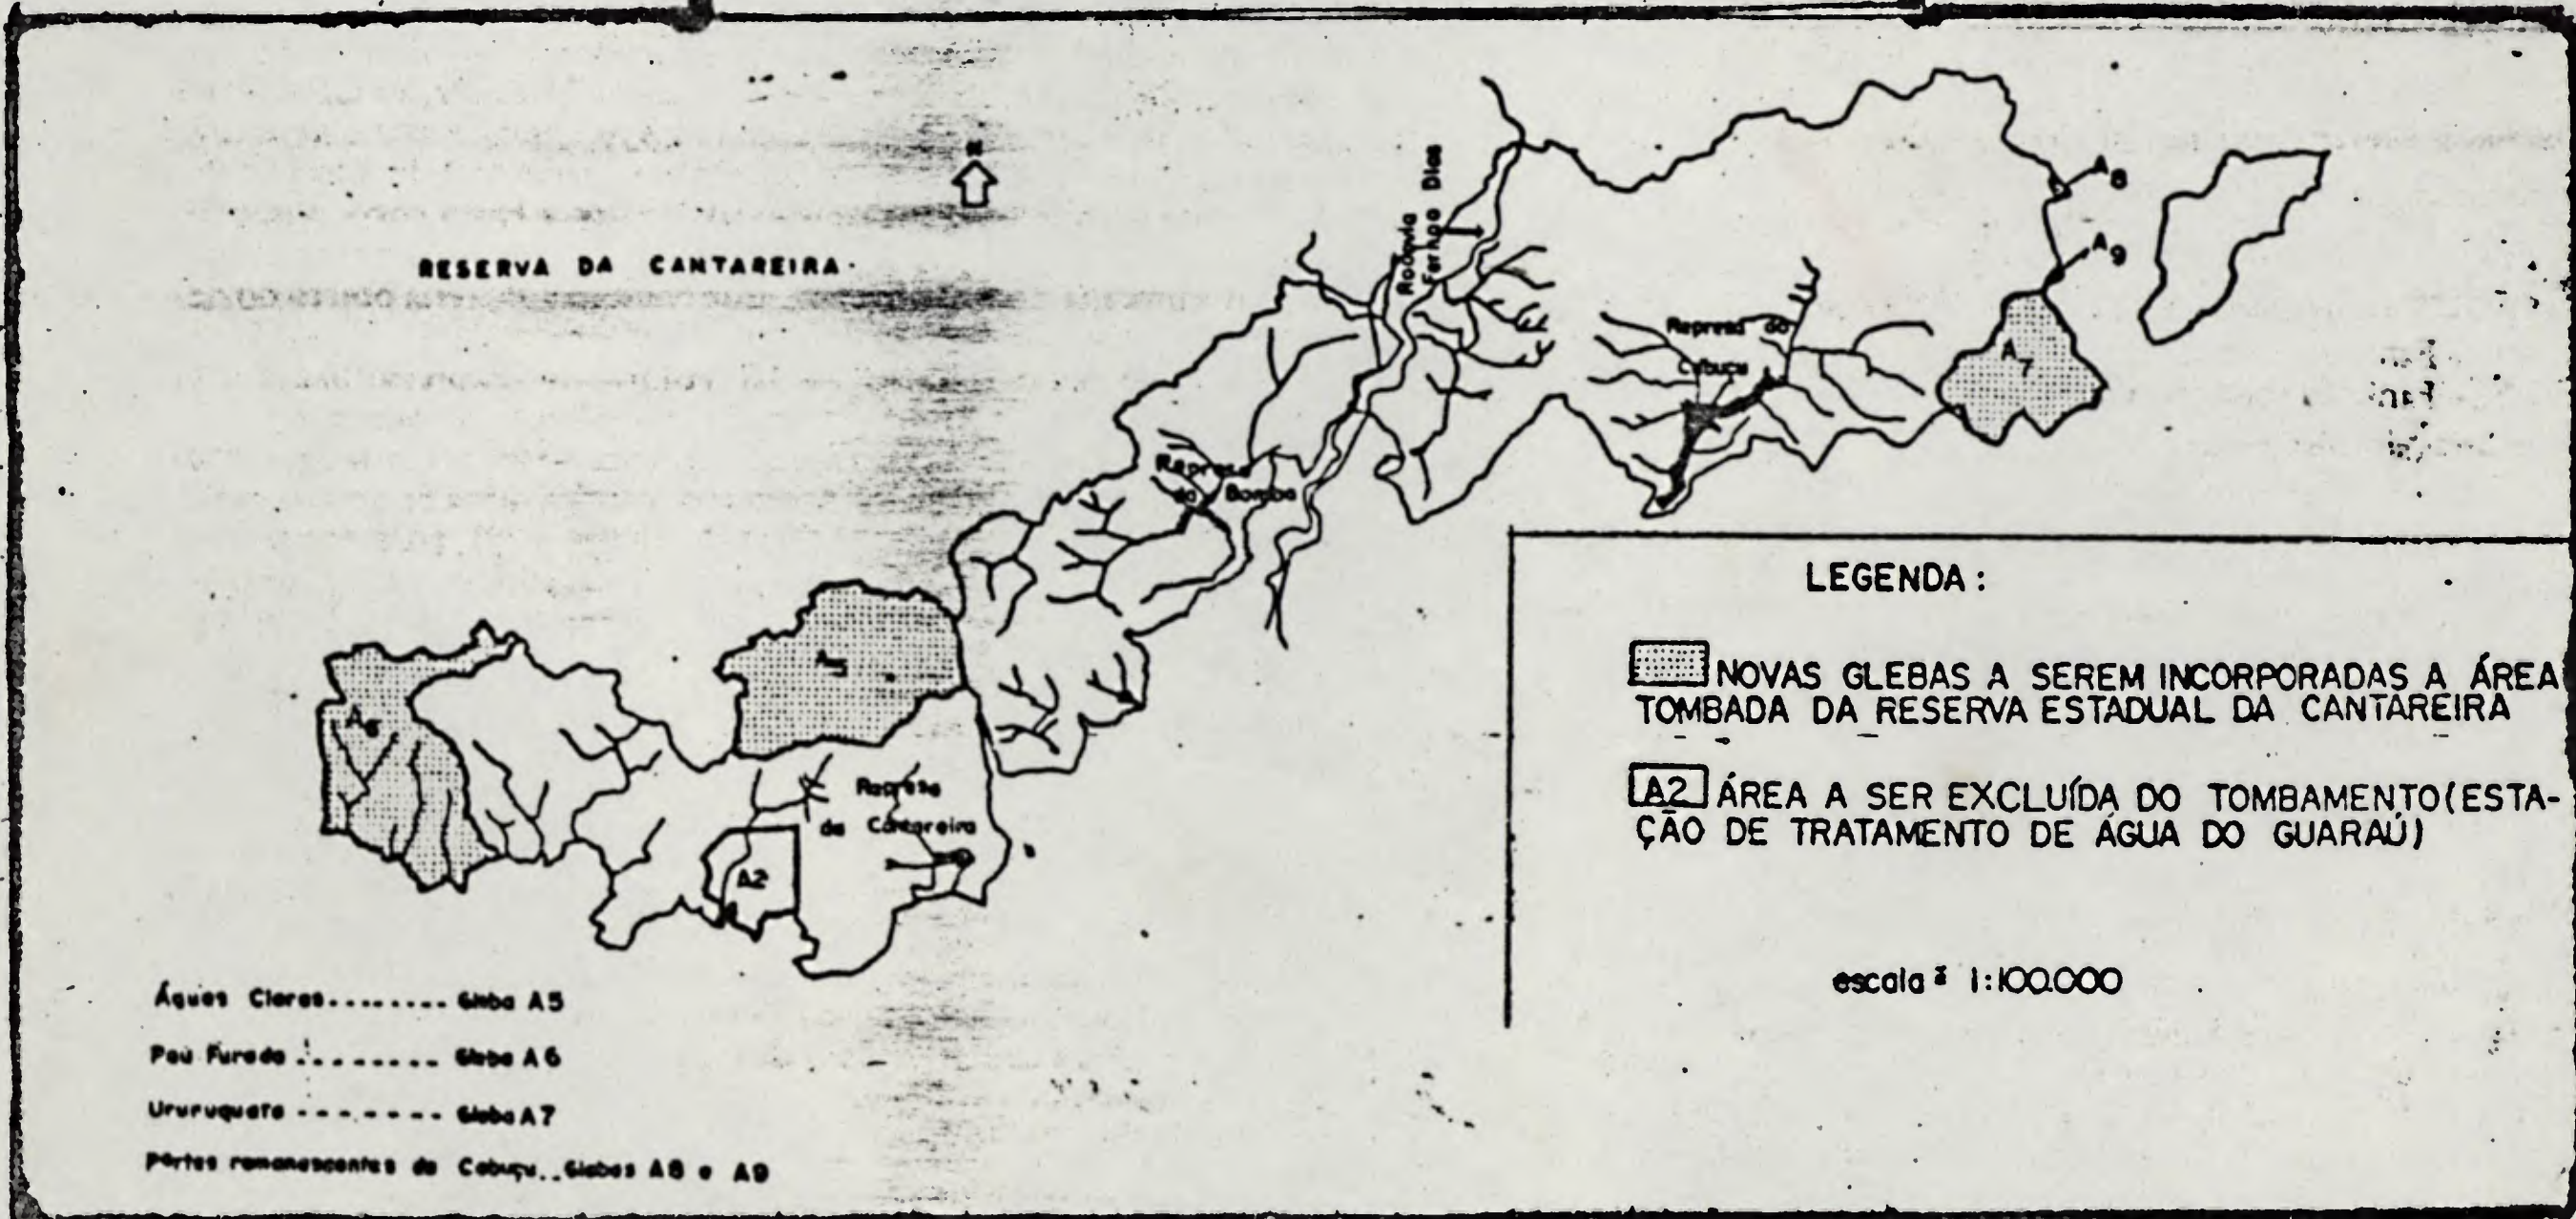 N
RESERVA DA CANTAREIRA
Rodovia
Fernão Dias
A8
A9
Represa do
Cabuçu
A7
Represa
do Bomba
A5
A6
Represa
da Cantareira
A2
LEGENDA:
NOVAS GLEBAS A SEREM INCORPORADAS A ÁREA
TOMBADA DA RESERVA ESTADUAL DA CANTAREIRA
A2 ÁREA A SER EXCLUÍDA DO TOMBAMENTO(ESTA-
ÇÃO DE TRATAMENTO DE ÁGUA DO GUARAÚ)
escala = 1:100.000
Águas Claras........ Gleba A5
Pau Furado ........ Gleba A6
Ururuquara -------- Gleba A7
partes remanescentes do Cabuçu.. Glebas A8 e A9